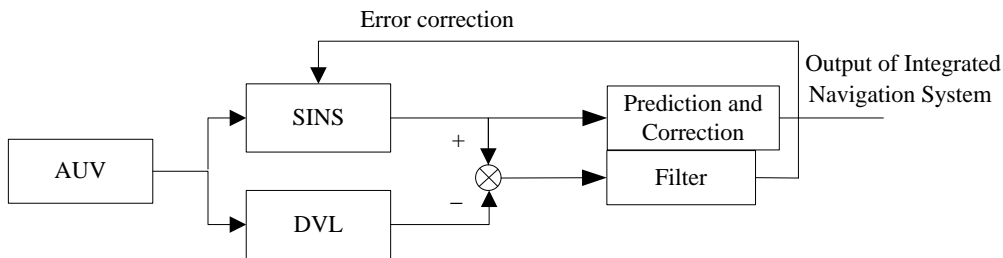 Error correction
Output of Integrated
Navigation System
SINS
Prediction and
Correction
+
AUV
Filter
−
DVL